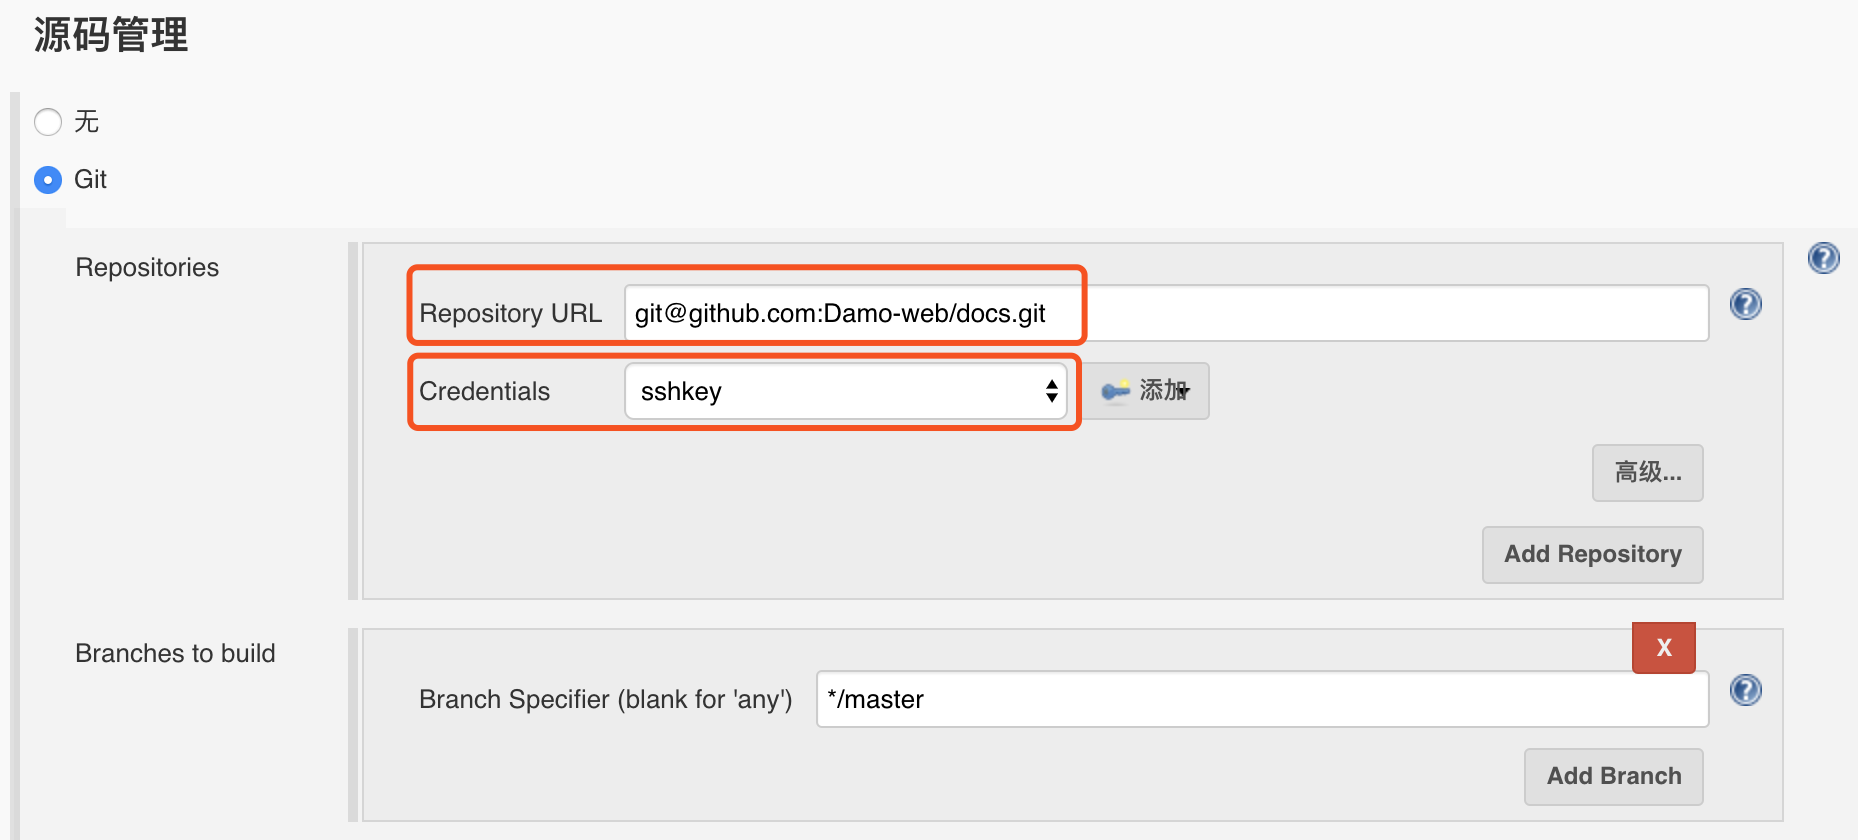 源码管理
无
Git
Repositories
Repository URL git@github.com:Damo-web/docs.git
Credentials sshkey 添加
高级...
Add Repository
Branches to build
X
Branch Specifier (blank for 'any') */master
Add Branch